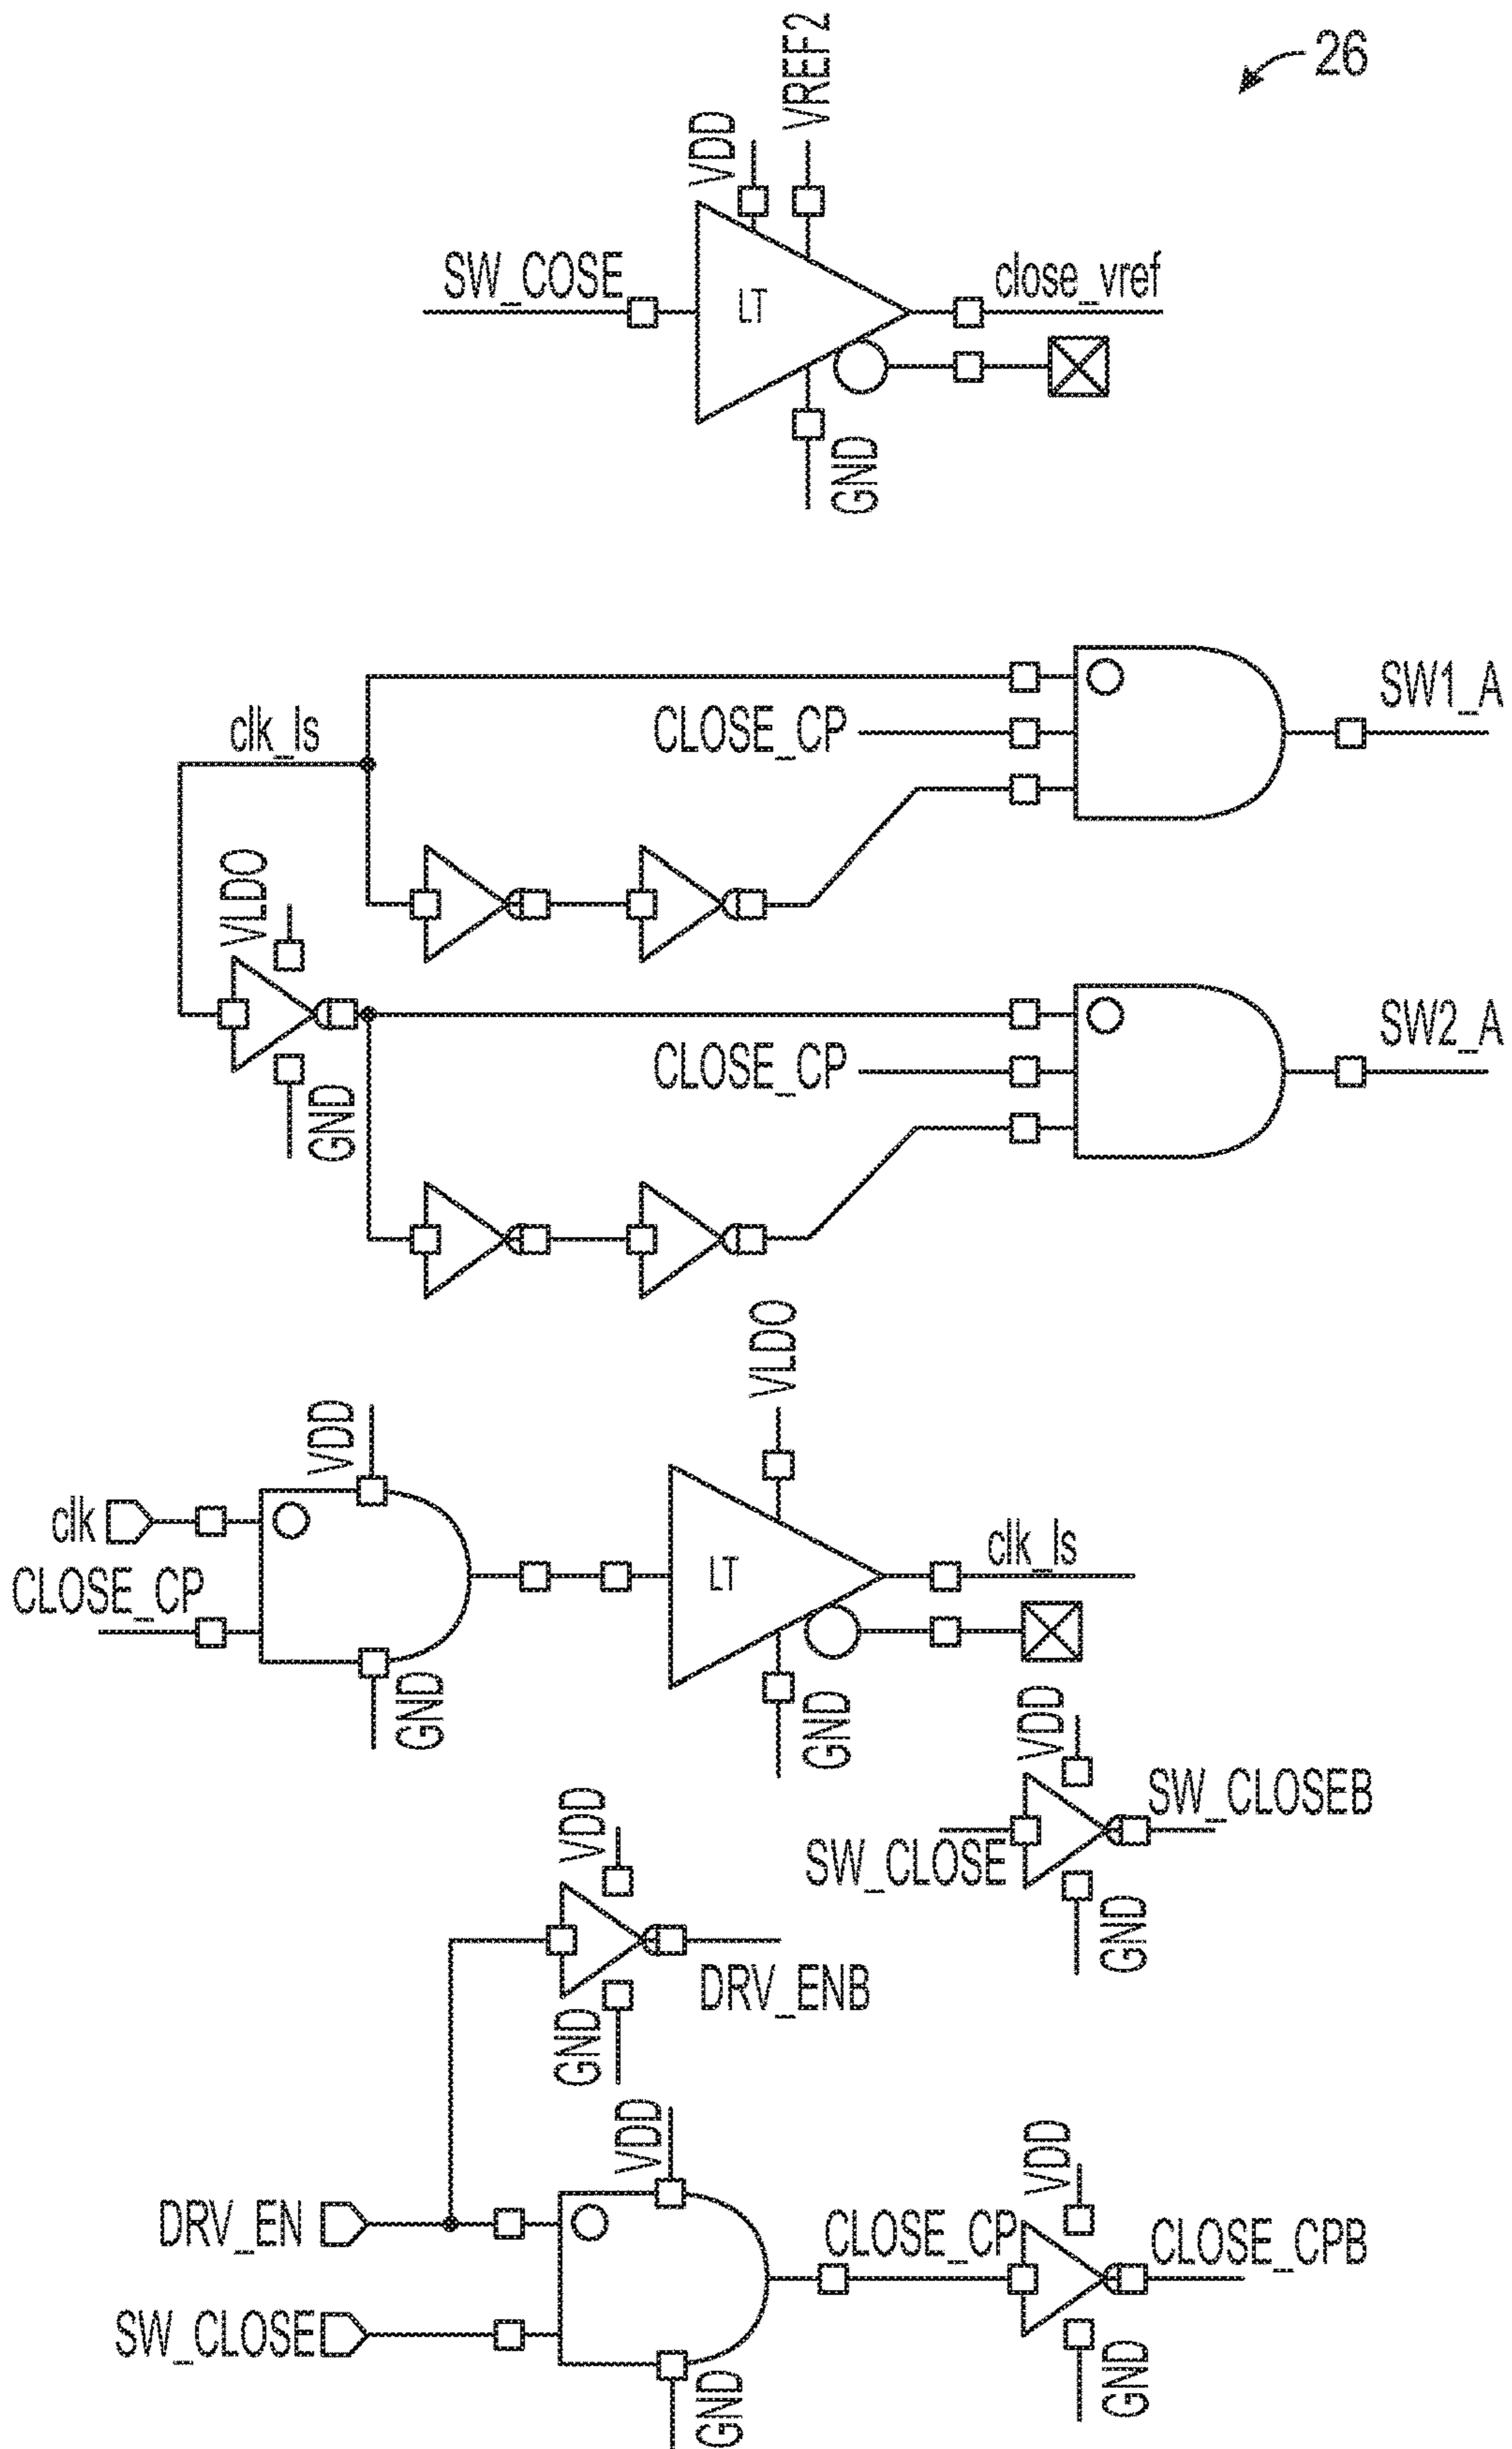 26
VREF2
VDD
SW_COSE
LT
close_vref
GND
clk_ls
CLOSE_CP
SW1_A
VLDO
GND
CLOSE_CP
SW2_A
VLDO
VDD
clk
CLOSE_CP
LT
clk_ls
GND
GND
VDD
SW_CLOSEB
SW_CLOSE
GND
VDD
DRV_ENB
GND
VDD
DRV_EN
CLOSE_CP
VDD
CLOSE_CPB
SW_CLOSE
GND
GND